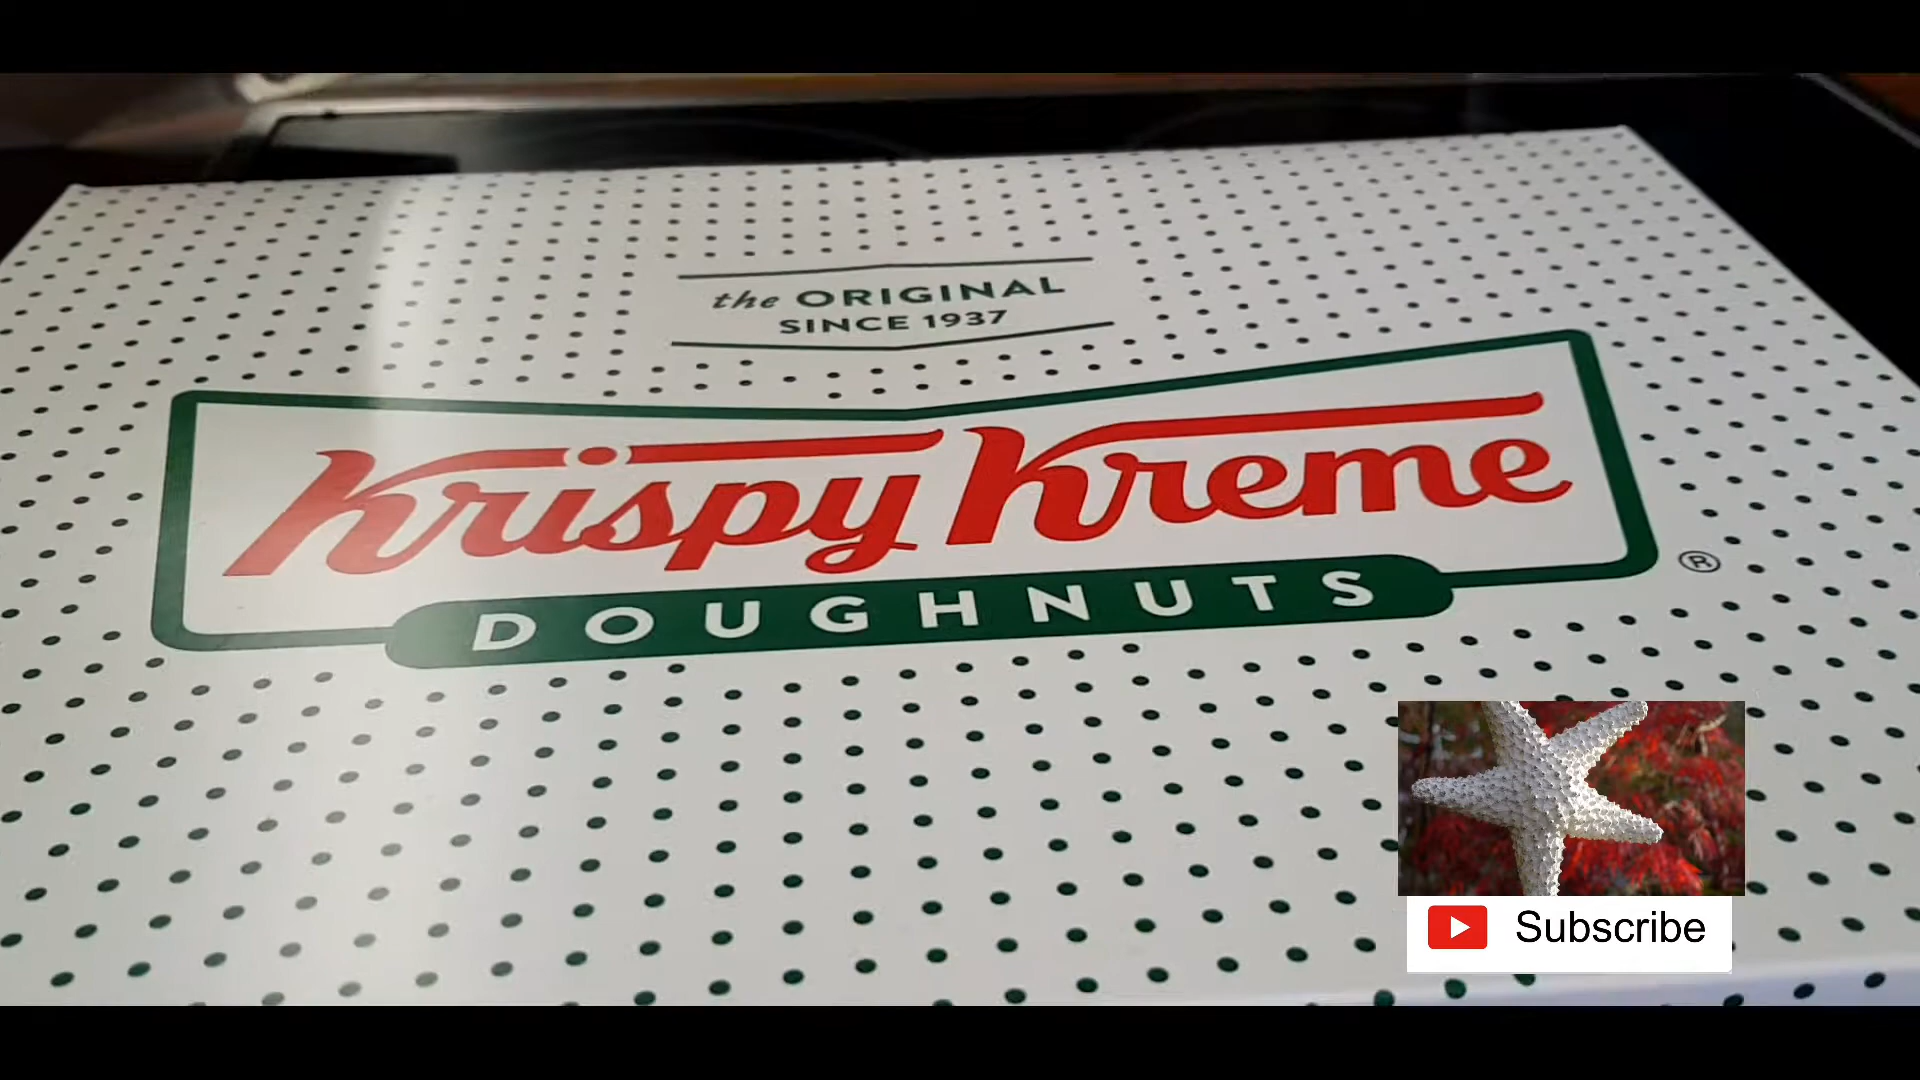 the ORIGINAL
SINCE 1937
Krispy Kreme
DOUGHNUTS
®
Subscribe